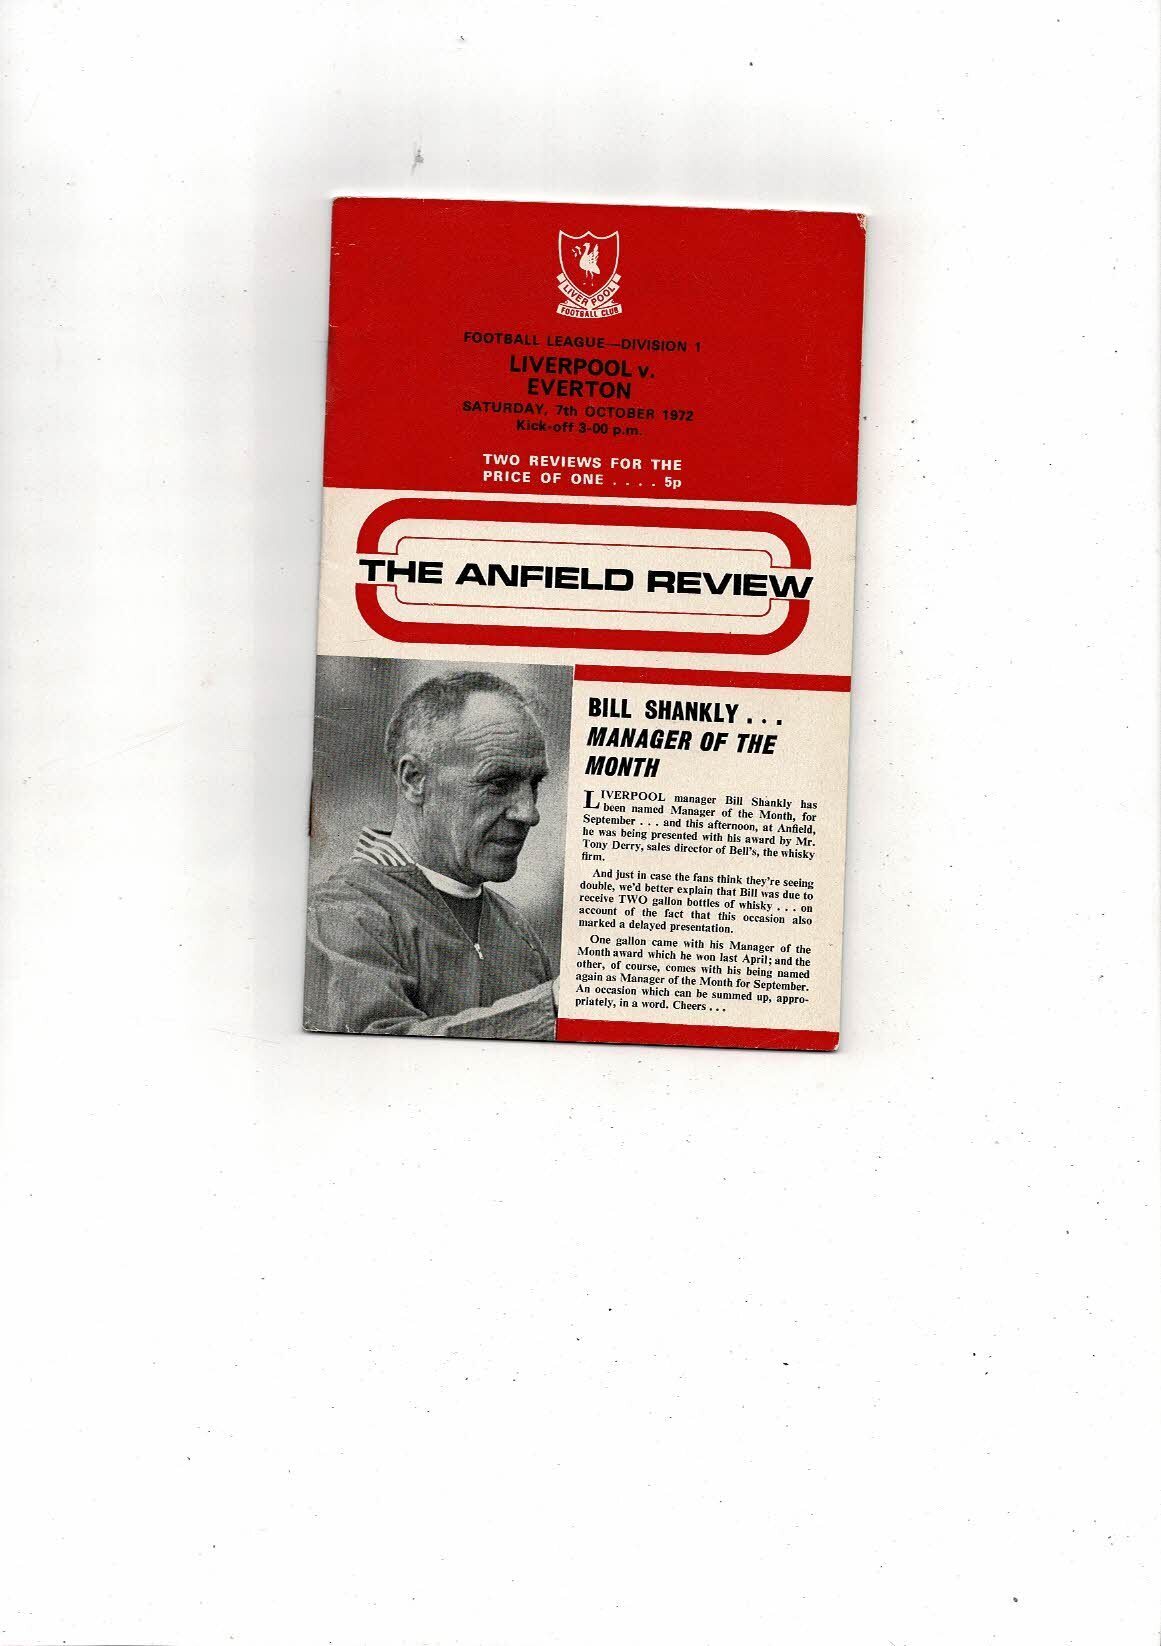 LIVERPOOL
FOOTBALL CLUB
FOOTBALL LEAGUE—DIVISION 1
LIVERPOOL v.
EVERTON
SATURDAY, 7th OCTOBER 1972
Kick-off 3-00 p.m.
TWO REVIEWS FOR THE
PRICE OF ONE . . . . 5p
THE ANFIELD REVIEW
BILL SHANKLY . . .
MANAGER OF THE
MONTH
LIVERPOOL manager Bill Shankly has
been named Manager of the Month, for
September . . . and this afternoon, at Anfield,
he was being presented with his award by Mr.
Tony Derry, sales director of Bell's, the whisky
firm.
And just in case the fans think they're seeing
double, we'd better explain that Bill was due to
receive TWO gallon bottles of whisky . . . on
account of the fact that this occasion also
marked a delayed presentation.
One gallon came with his Manager of the
Month award which he won last April; and the
other, of course, comes with his being named
again as Manager of the Month for September.
An occasion which can be summed up, appro-
priately, in a word. Cheers . . .